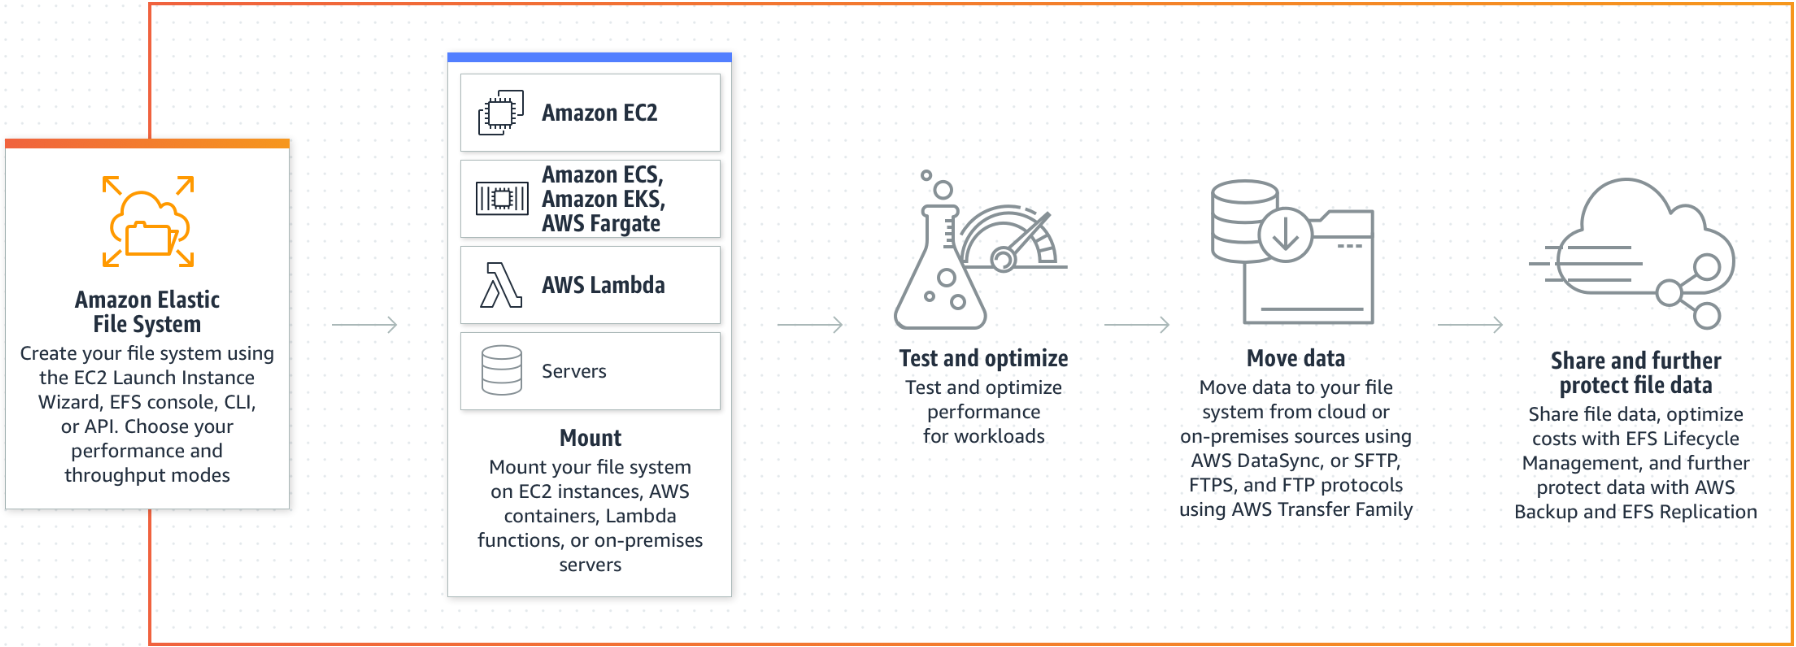 Amazon Elastic
File System
Create your file system using
the EC2 Launch Instance
Wizard, EFS console, CLI,
or API. Choose your
performance and
throughput modes
Amazon EC2
Amazon ECS,
Amazon EKS,
AWS Fargate
AWS Lambda
Servers
Mount
Mount your file system
on EC2 instances, AWS
containers, Lambda
functions, or on-premises
servers
Test and optimize
Test and optimize
performance
for workloads
Move data
Move data to your file
system from cloud or
on-premises sources using
AWS DataSync, or SFTP,
FTPS, and FTP protocols
using AWS Transfer Family
Share and further
protect file data
Share file data, optimize
costs with EFS Lifecycle
Management, and further
protect data with AWS
Backup and EFS Replication